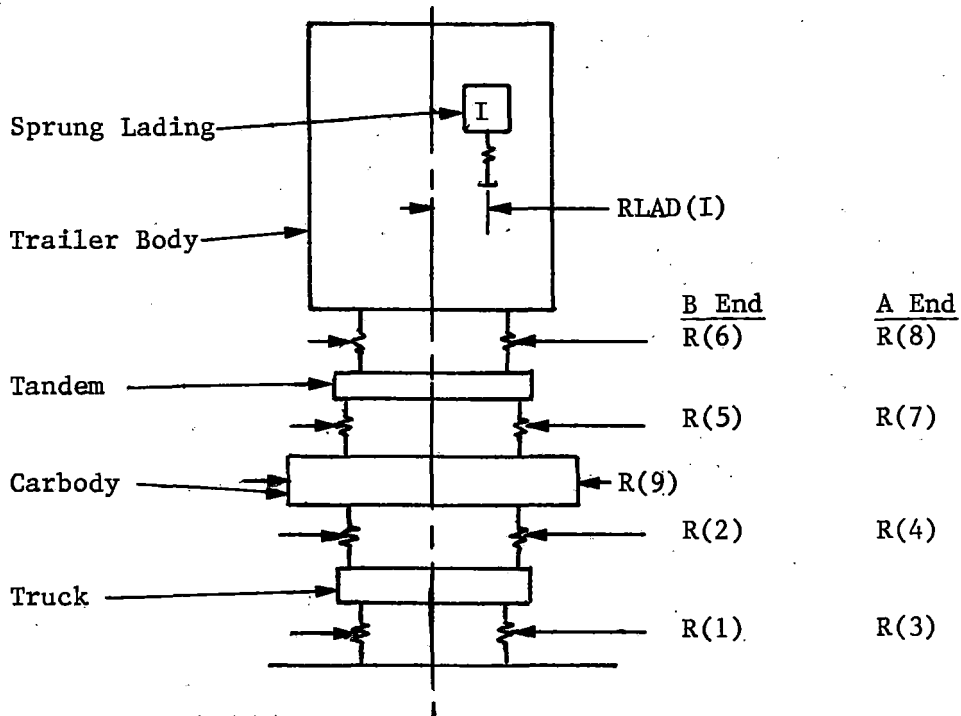 I
Sprung Lading
RLAD(I)
Trailer Body
B End A End
R(6) R(8)
Tandem
R(5) R(7)
Carbody R(9)
R(2) R(4)
Truck
R(1) R(3)